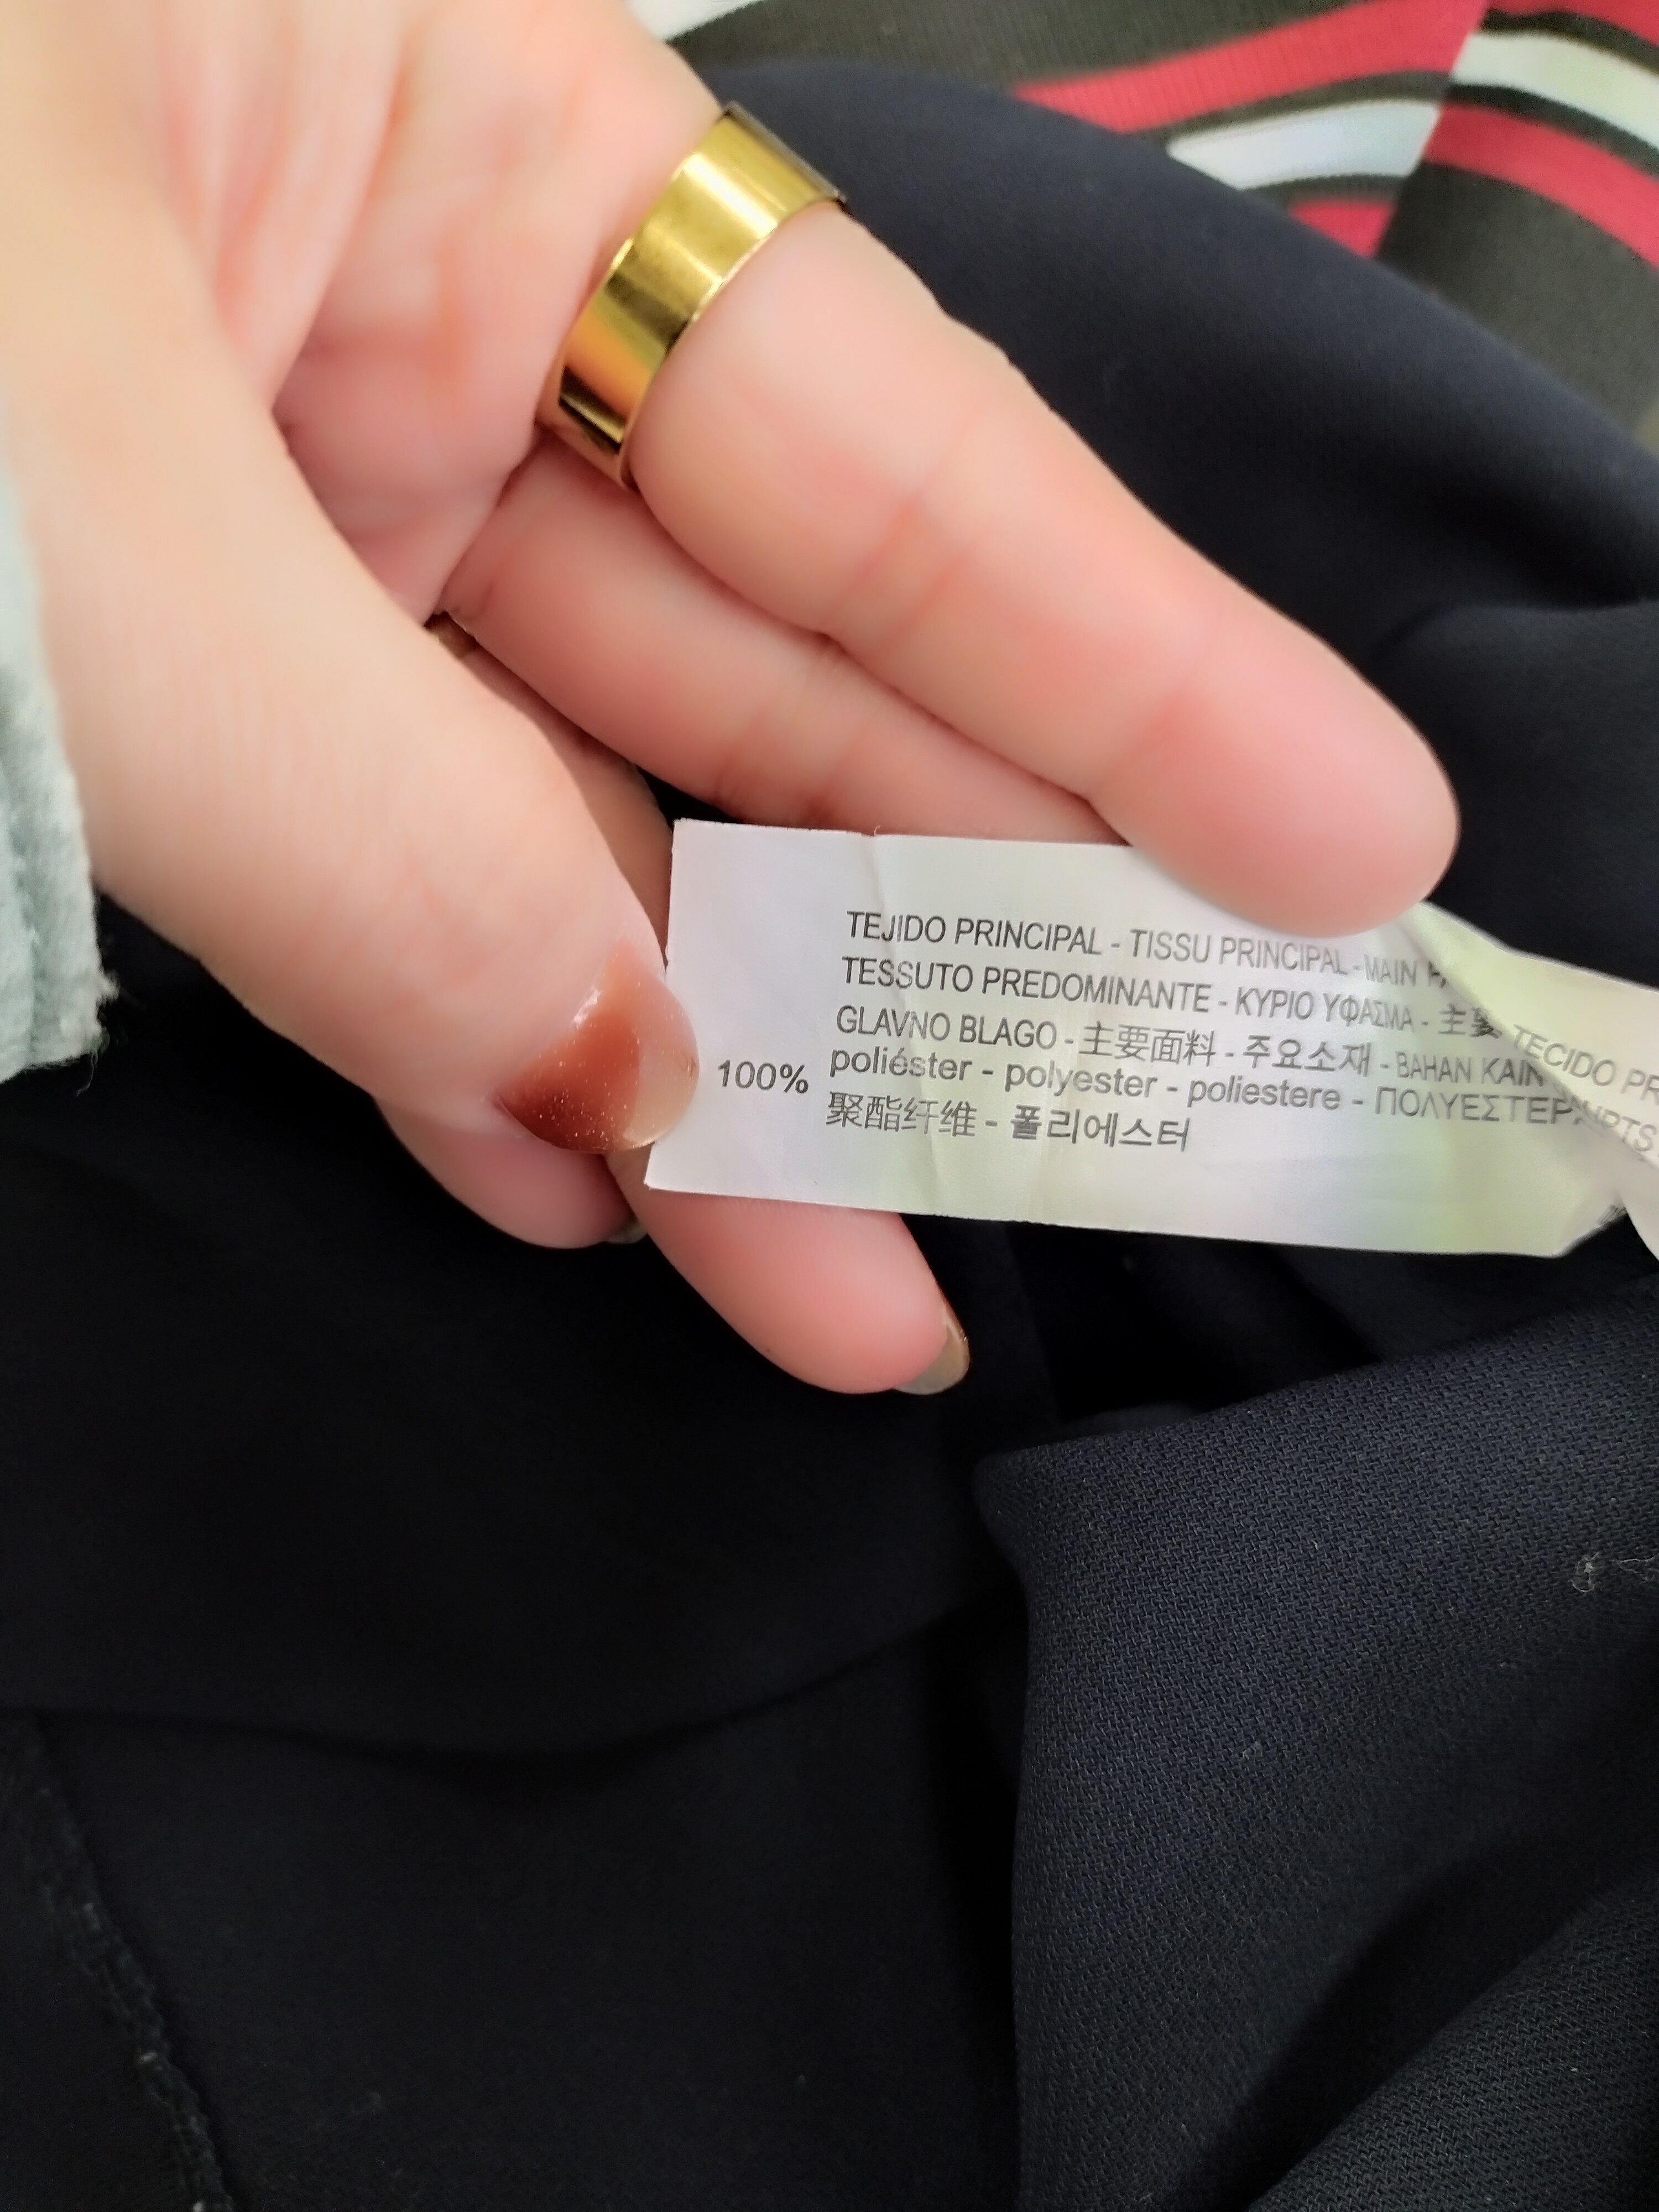 TEJIDO PRINCIPAL - TISSU PRINCIPAL - MAIN
TESSUTO PREDOMINANTE - ΚΥΡΙΟ ΥΦΑΣΜΑ - 主要 TECIDO
GLAVNO BLAGO - 主要面料 - 주요소재 - BAHAN KAIN
100% poliéster - polyester - poliestere - ΠΟΛΥΕΣΤΕΡ
聚酯纤维 - 폴리에스터